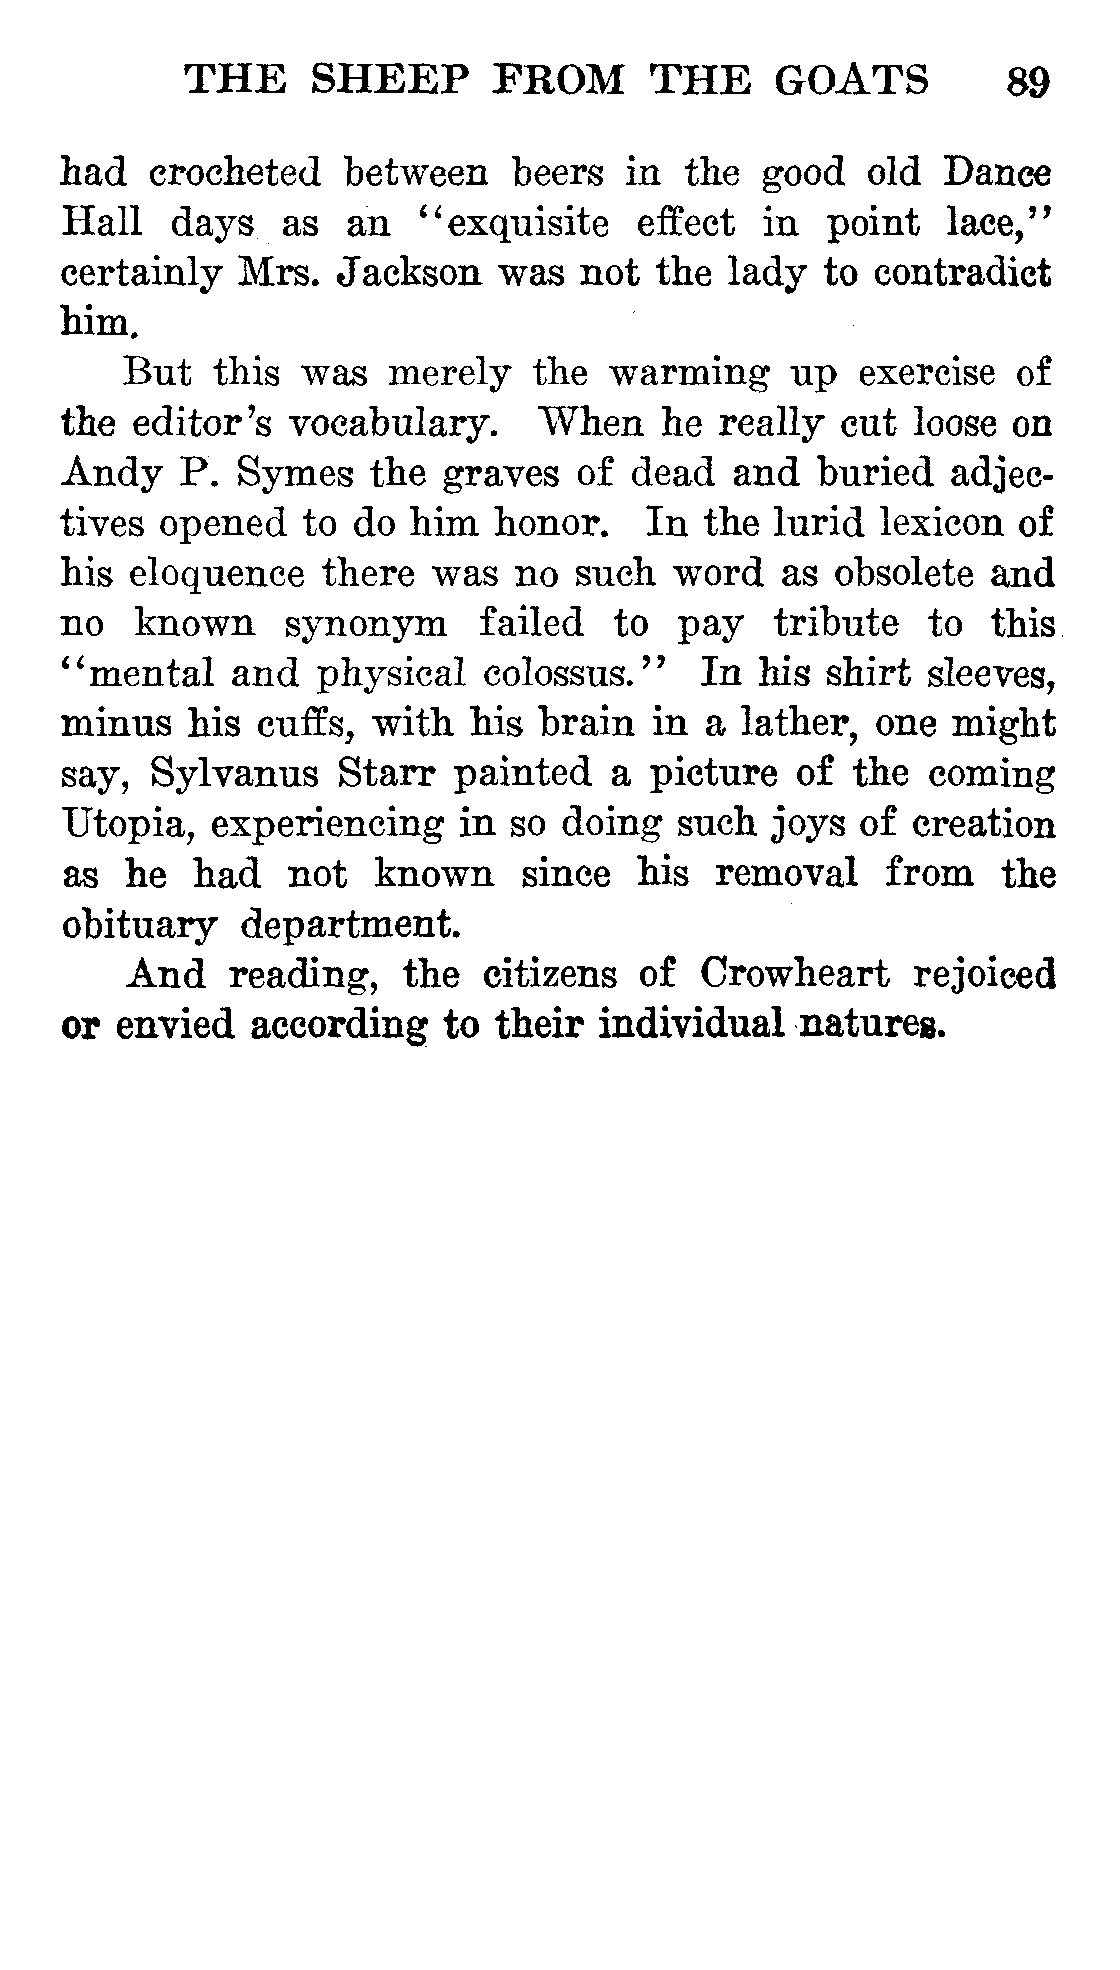 THE SHEEP FROM THE GOATS 89
had crocheted between beers in the good old Dance
Hall days as an "exquisite effect in point lace,"
certainly Mrs. Jackson was not the lady to contradict
him.
But this was merely the warming up exercise of
the editor's vocabulary. When he really cut loose on
Andy P. Symes the graves of dead and buried adjec-
tives opened to do him honor. In the lurid lexicon of
his eloquence there was no such word as obsolete and
no known synonym failed to pay tribute to this
"mental and physical colossus." In his shirt sleeves,
minus his cuffs, with his brain in a lather, one might
say, Sylvanus Starr painted a picture of the coming
Utopia, experiencing in so doing such joys of creation
as he had not known since his removal from the
obituary department.
And reading, the citizens of Crowheart rejoiced
or envied according to their individual natures.